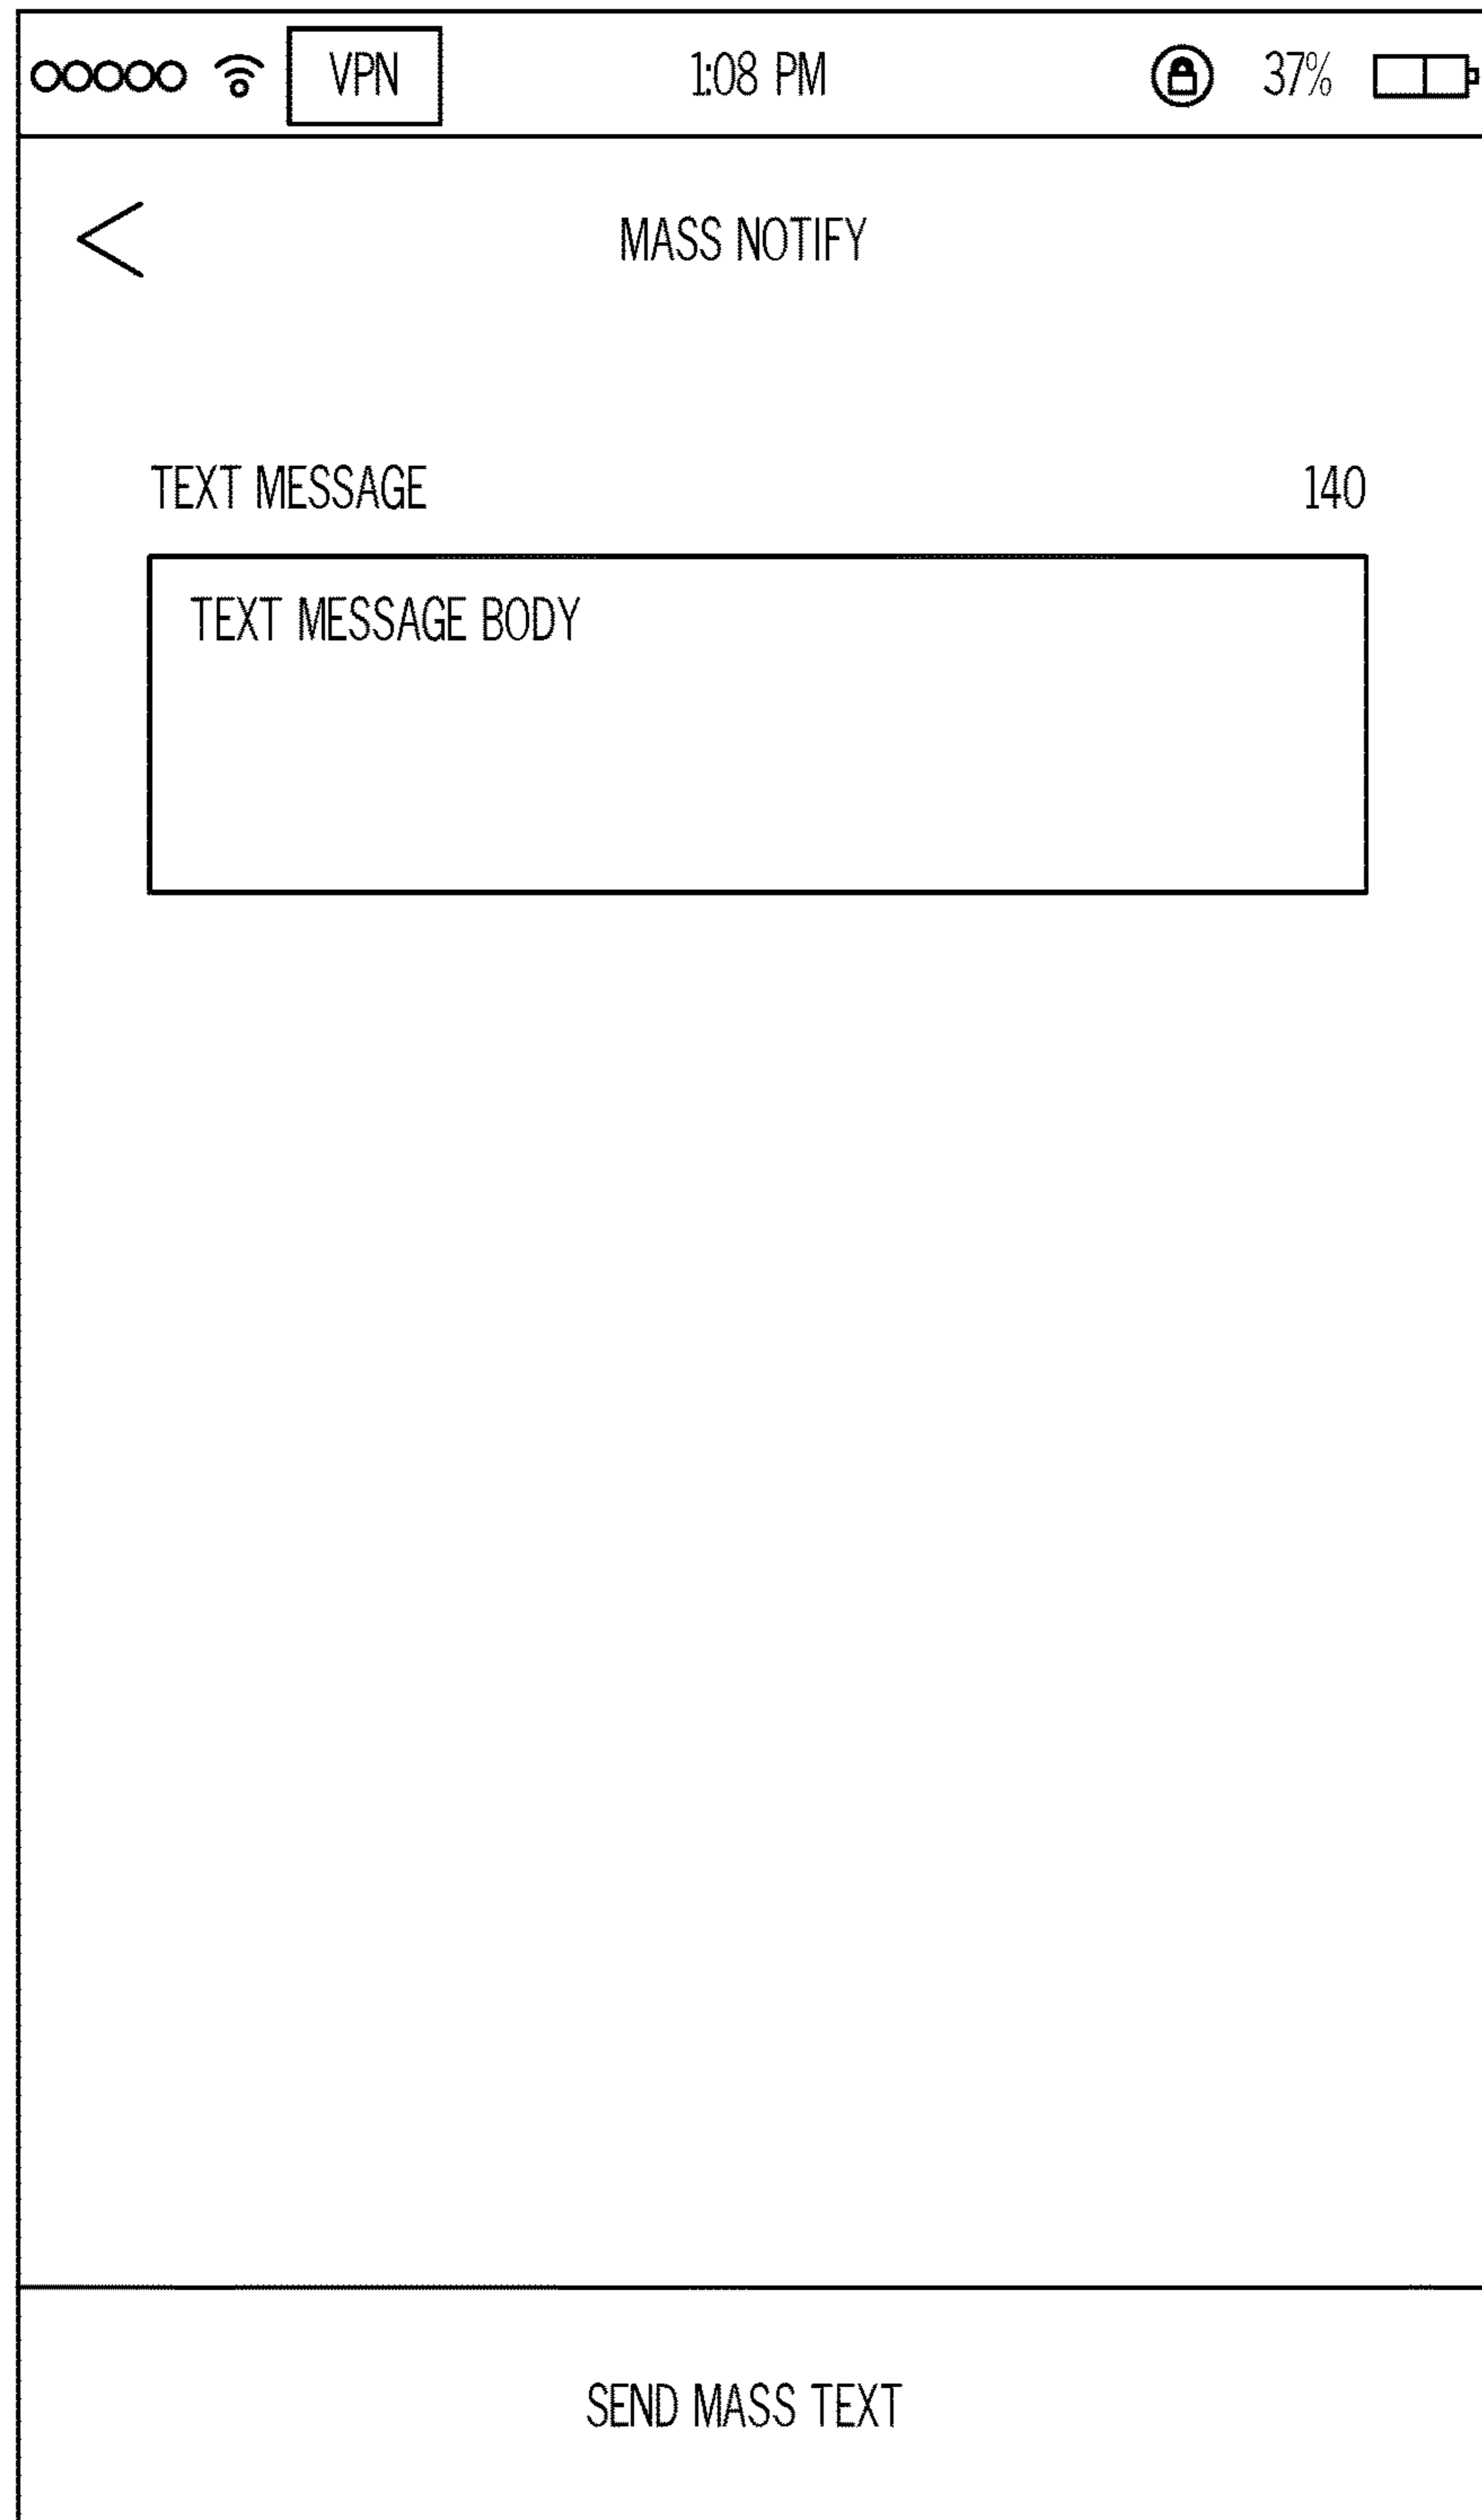 VPN 1:08 PM 37%
MASS NOTIFY
TEXT MESSAGE 140
TEXT MESSAGE BODY
SEND MASS TEXT